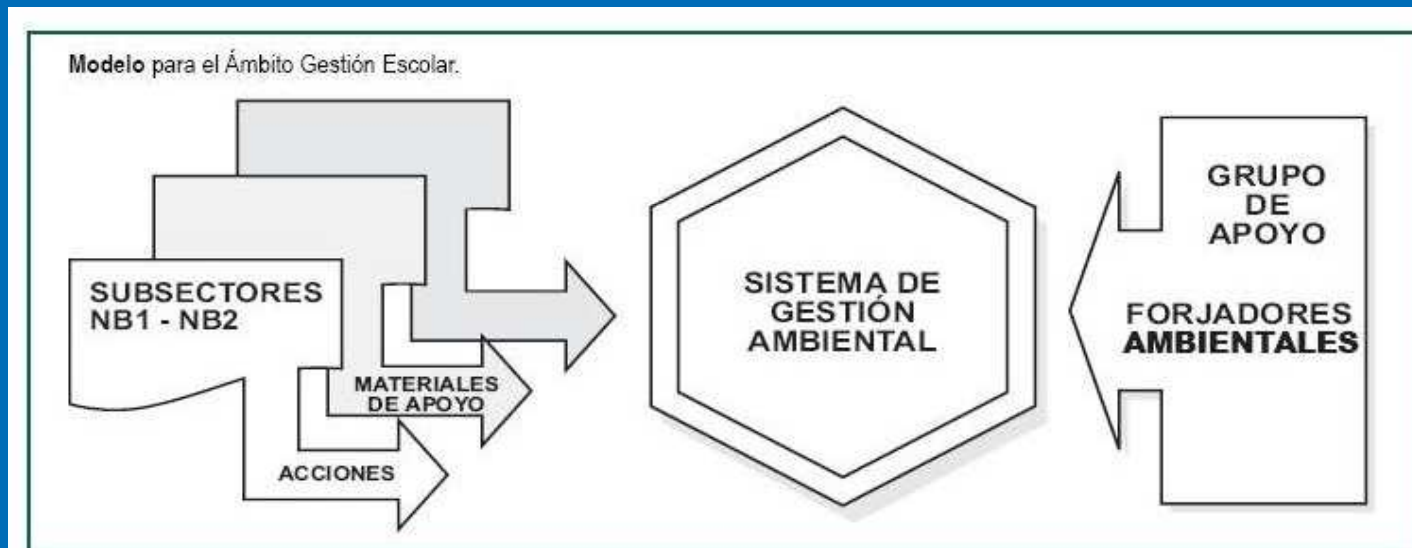 Modelo para el Ámbito Gestión Escolar.
SUBSECTORES
NB1 - NB2
MATERIALES
DE APOYO
ACCIONES
SISTEMA DE
GESTIÓN
AMBIENTAL
GRUPO
DE
APOYO
FORJADORES
AMBIENTALES